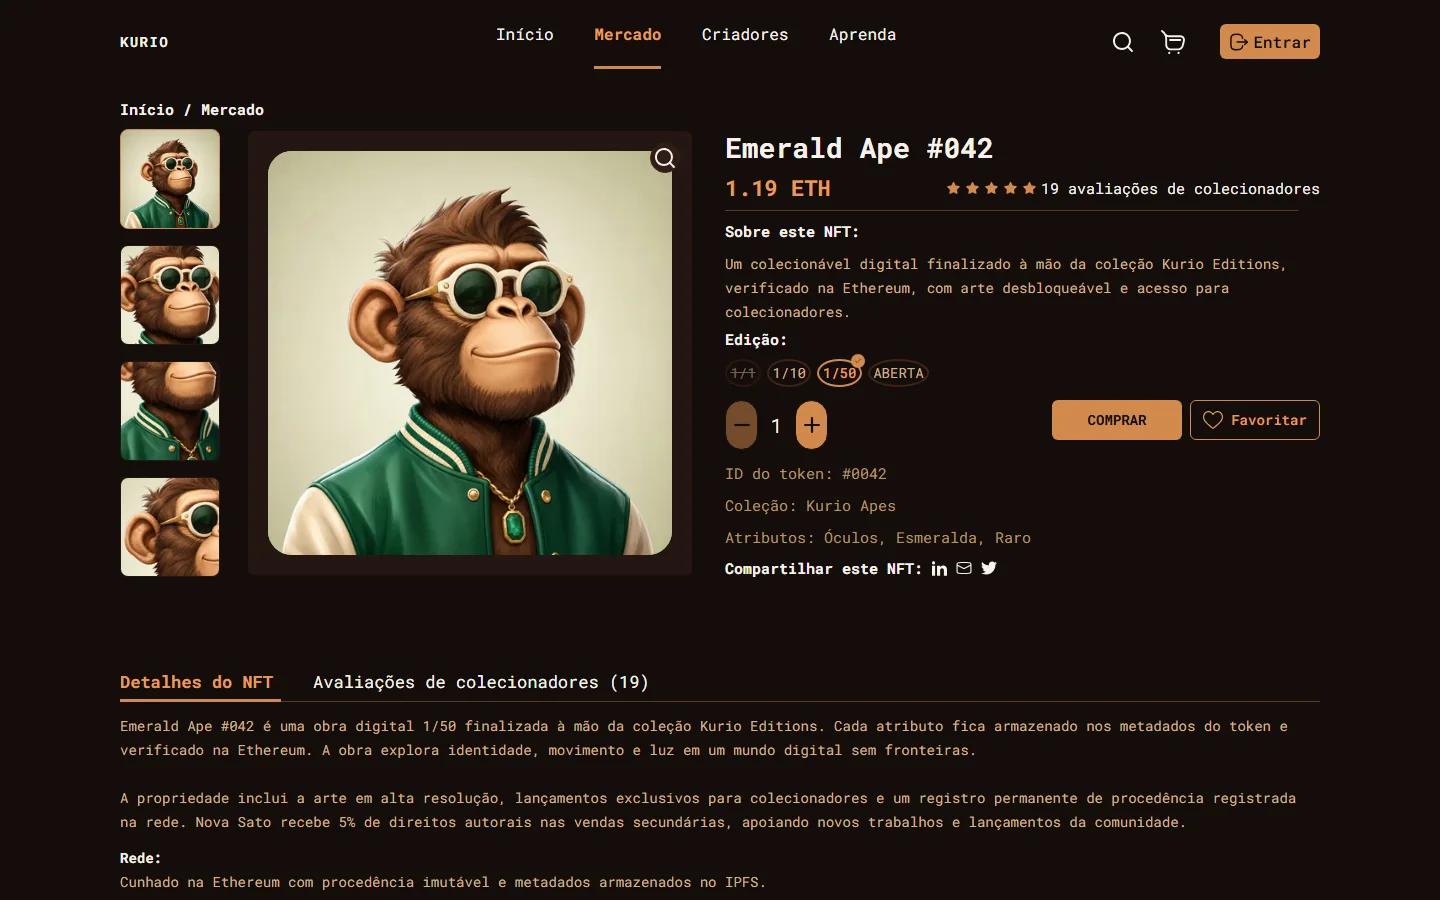 KURIO
Início
Mercado
Criadores
Aprenda
Entrar
Início / Mercado
Emerald Ape #042
1.19 ETH
19 avaliações de colecionadores
Sobre este NFT:
Um colecionável digital finalizado à mão da coleção Kurio Editions,
verificado na Ethereum, com arte desbloqueável e acesso para
colecionadores.
Edição:
1/1
1/10
1/50
ABERTA
1
COMPRAR
Favoritar
ID do token: #0042
Coleção: Kurio Apes
Atributos: Óculos, Esmeralda, Raro
Compartilhar este NFT:
Detalhes do NFT
Avaliações de colecionadores (19)
Emerald Ape #042 é uma obra digital 1/50 finalizada à mão da coleção Kurio Editions. Cada atributo fica armazenado nos metadados do token e
verificado na Ethereum. A obra explora identidade, movimento e luz em um mundo digital sem fronteiras.
A propriedade inclui a arte em alta resolução, lançamentos exclusivos para colecionadores e um registro permanente de procedência registrada
na rede. Nova Sato recebe 5% de direitos autorais nas vendas secundárias, apoiando novos trabalhos e lançamentos da comunidade.
Rede:
Cunhado na Ethereum com procedência imutável e metadados armazenados no IPFS.